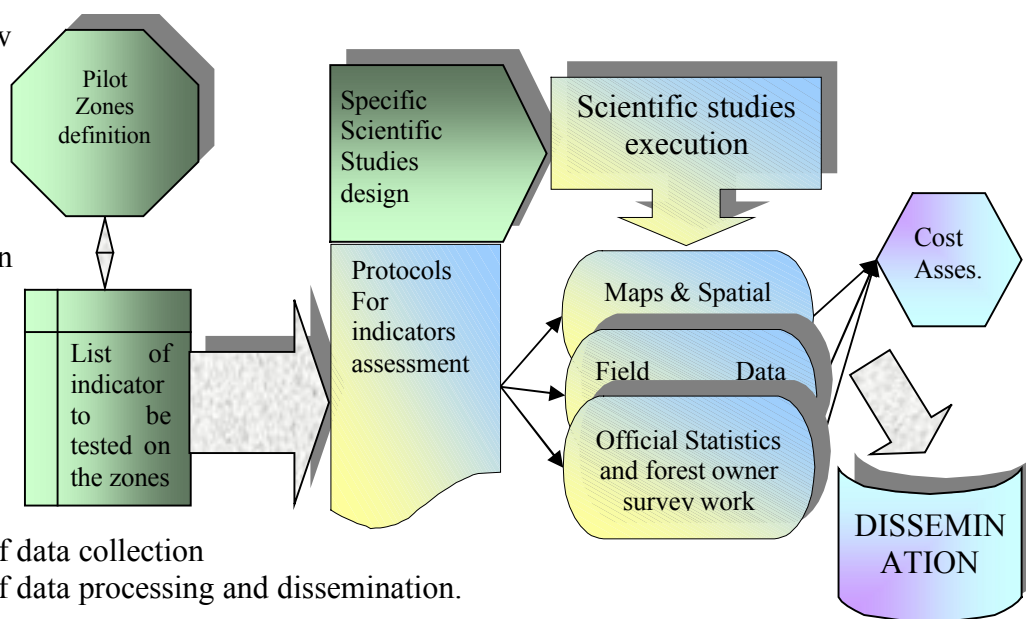 Pilot
Zones
definition
List of
indicator
to be
tested on
the zones
Specific
Scientific
Studies
design
Protocols
For
indicators
assessment
Scientific studies
execution
Maps & Spatial
Field Data
Official Statistics
and forest owner
survey work
Cost
Asses.
DISSEMIN
ATION
f data collection
f data processing and dissemination.